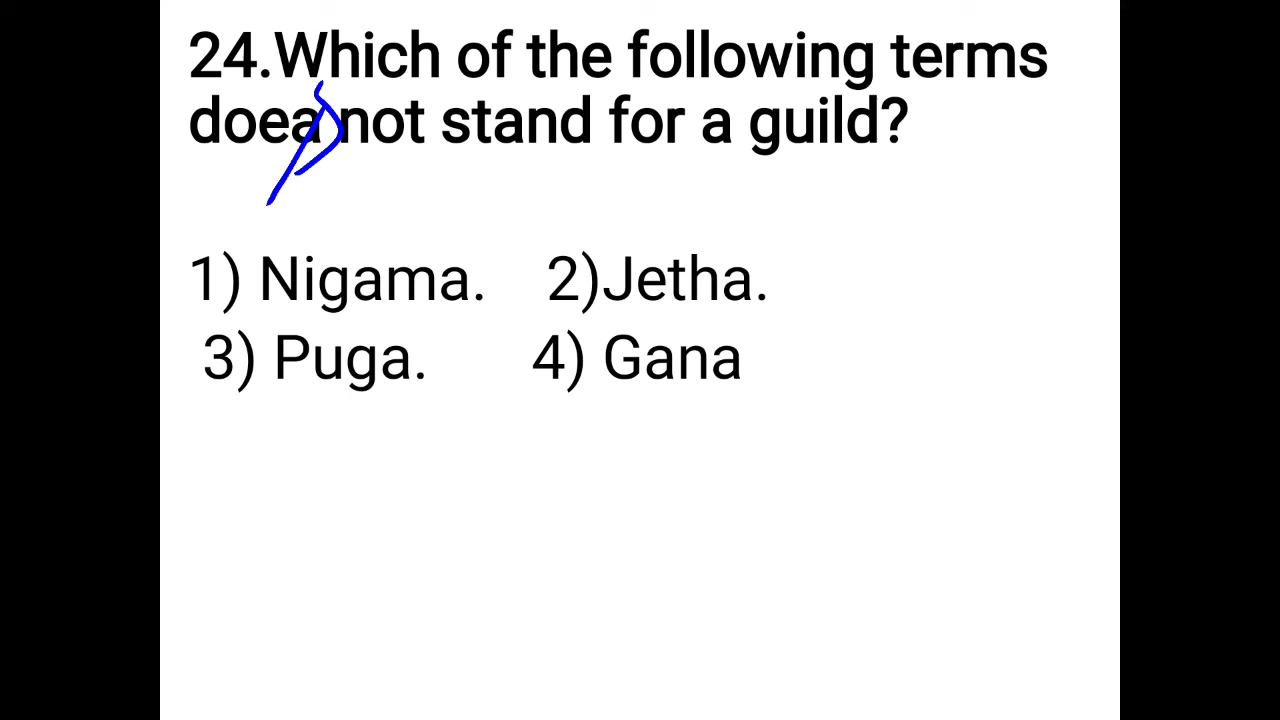 24.Which of the following terms
doea not stand for a guild?
1) Nigama. 2)Jetha.
3) Puga. 4) Gana